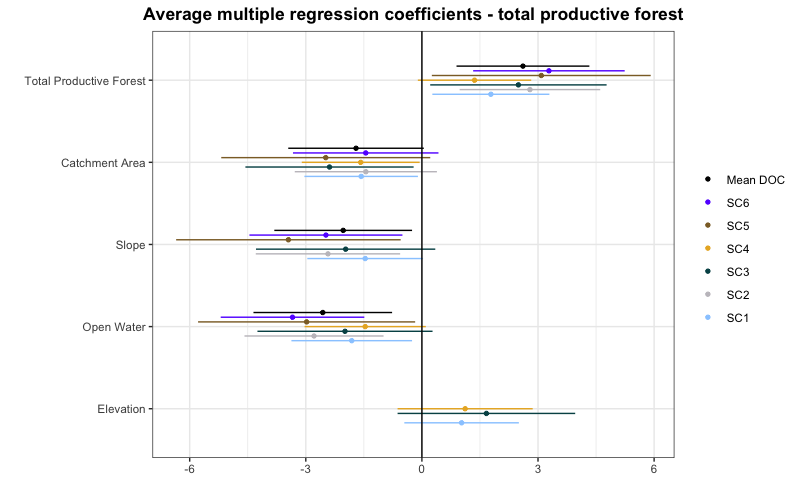 Average multiple regression coefficients - total productive forest
Total Productive Forest
Catchment Area
Slope
Open Water
Elevation
-6
-3
0
3
6
Mean DOC
SC6
SC5
SC4
SC3
SC2
SC1